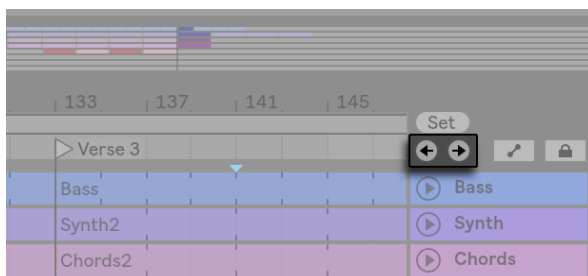 133 137 141 145
Set
Verse 3
Bass Bass
Synth2 Synth
Chords2 Chords